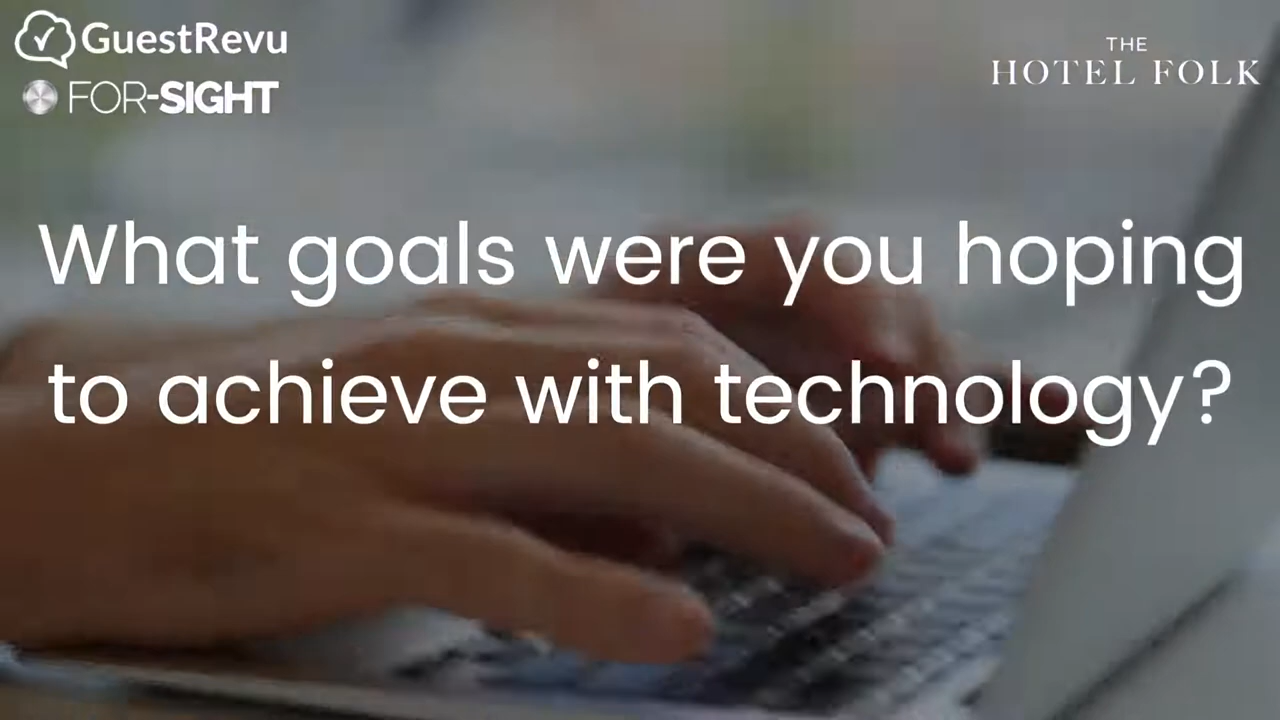 GuestRevu
FOR-SIGHT
THE
HOTEL FOLK
What goals were you hoping
to achieve with technology?